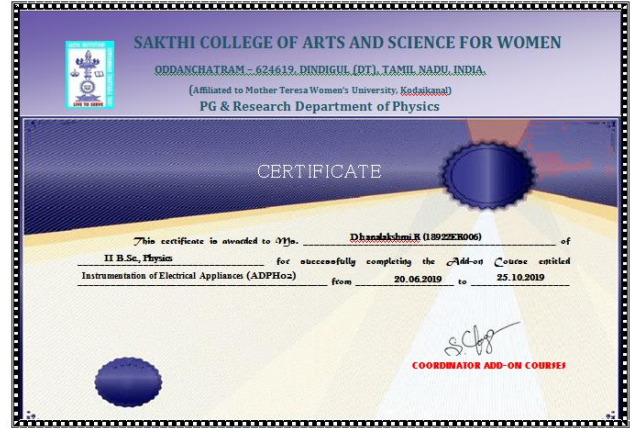 SAKTHI COLLEGE OF ARTS AND SCIENCE FOR WOMEN
ODDANCHATRAM – 624619, DINDIGUL (DT), TAMIL NADU, INDIA.
(Affiliated to Mother Teresa Women's University, Kodaikanal)
PG & Research Department of Physics
LIVE TO SERVE
CERTIFICATE
This certificate is awarded to Ms. Dhanalakshmi.R (18922ER006) of
II B.Sc., Physics for successfully completing the Add-on Course entitled
Instrumentation of Electrical Appliances (ADPH02) from 20.06.2019 to 25.10.2019
COORDINATOR ADD-ON COURSES